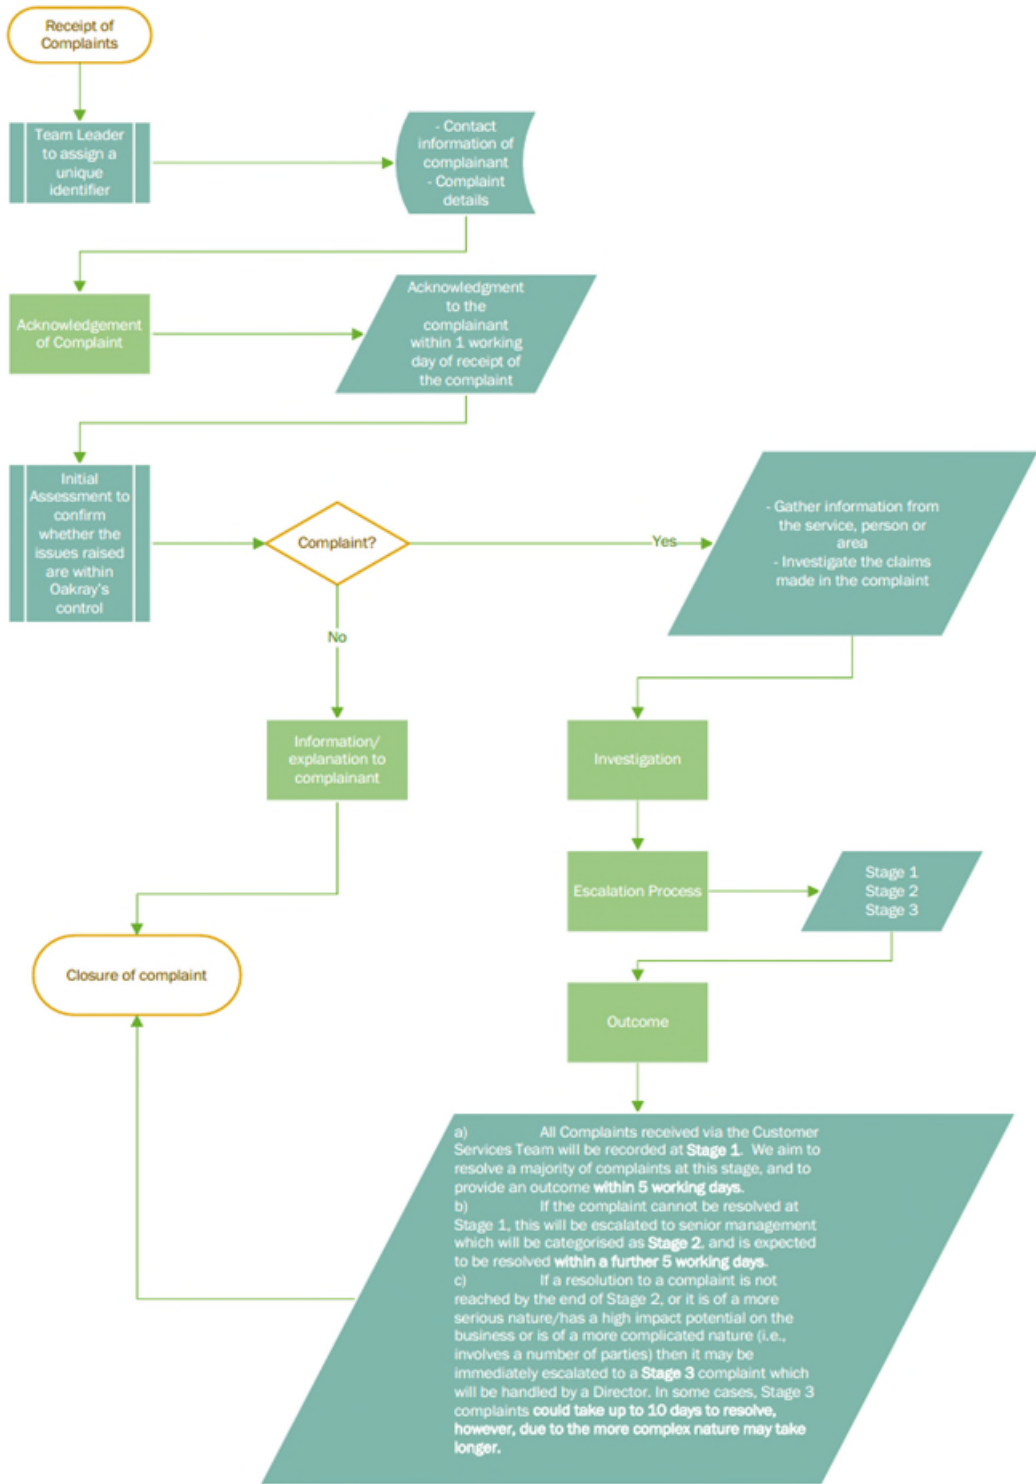 Receipt of
Complaints
Team Leader
to assign a
unique
identifier
- Contact
information of
complainant
- Complaint
details
Acknowledgement
of Complaint
Acknowledgment
to the
complainant
within 1 working
day of receipt of
the complaint
Initial
Assessment to
confirm
whether the
issues raised
are within
Oakray's
control
Complaint?
Yes
- Gather information from
the service, person or
area
- Investigate the claims
made in the complaint
No
Information/
explanation to
complainant
Investigation
Escalation Process
Stage 1
Stage 2
Stage 3
Closure of complaint
Outcome
a) All Complaints received via the Customer
Services Team will be recorded at Stage 1. We aim to
resolve a majority of complaints at this stage, and to
provide an outcome within 5 working days.
b) If the complaint cannot be resolved at
Stage 1, this will be escalated to senior management
which will be categorised as Stage 2, and is expected
to be resolved within a further 5 working days.
c) If a resolution to a complaint is not
reached by the end of Stage 2, or it is of a more
serious nature/has a high impact potential on the
business or is of a more complicated nature (i.e.,
involves a number of parties) then it may be
immediately escalated to a Stage 3 complaint which
will be handled by a Director. In some cases, Stage 3
complaints could take up to 10 days to resolve,
however, due to the more complex nature may take
longer.